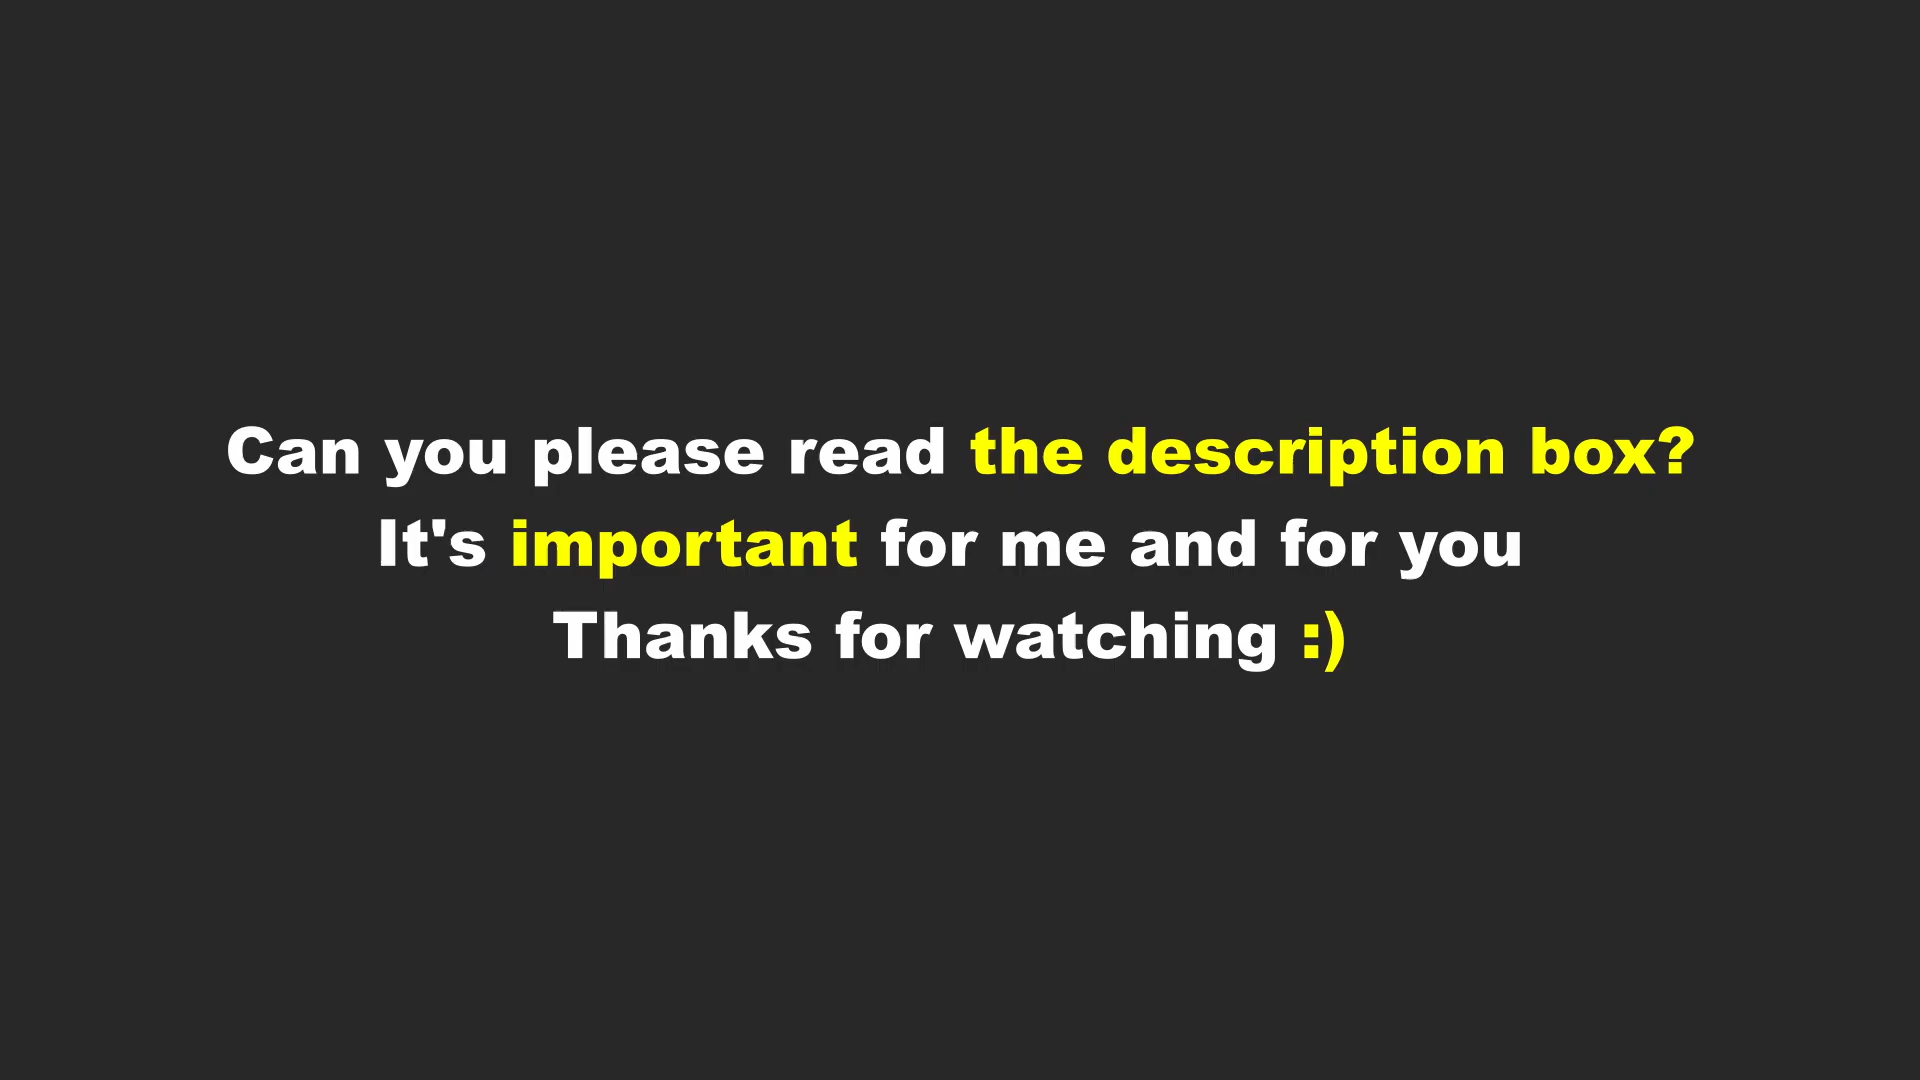 Can you please read the description box?
It's important for me and for you
Thanks for watching :)